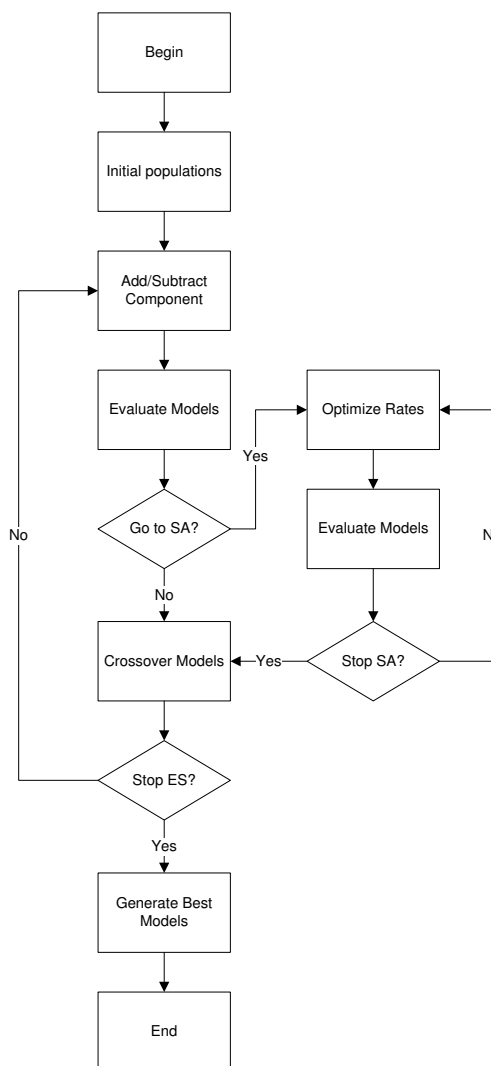 Begin
Initial populations
Add/Subtract
Component
Evaluate Models
Optimize Rates
Yes
Go to SA?
Evaluate Models
No
No
Crossover Models
Yes
Stop SA?
Stop ES?
Yes
Generate Best
Models
End